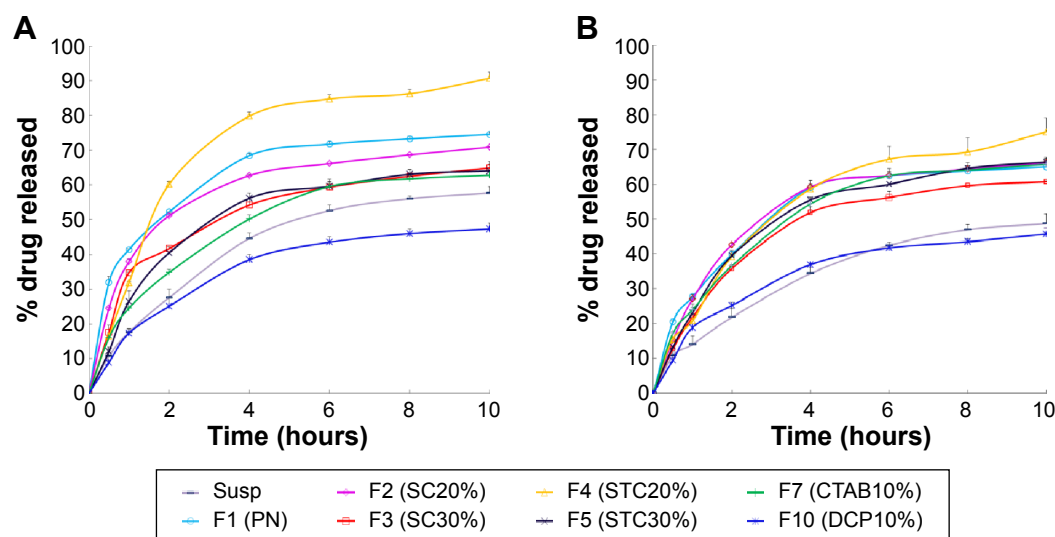 A
B
% drug released
100
90
80
70
60
50
40
30
20
10
0
0 2 4 6 8 10
Time (hours)
% drug released
100
90
80
70
60
50
40
30
20
10
0
0 2 4 6 8 10
Time (hours)
Susp F2 (SC20%) F4 (STC20%) F7 (CTAB10%)
F1 (PN) F3 (SC30%) F5 (STC30%) F10 (DCP10%)